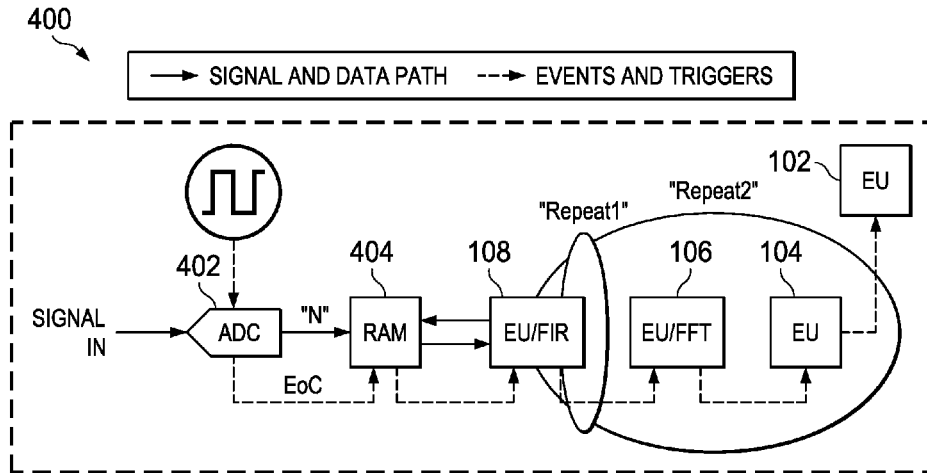 400
SIGNAL AND DATA PATH
EVENTS AND TRIGGERS
102
EU
"Repeat2"
"Repeat1"
402
404
108
106
104
SIGNAL
IN
ADC
"N"
RAM
EU/FIR
EU/FFT
EU
EoC